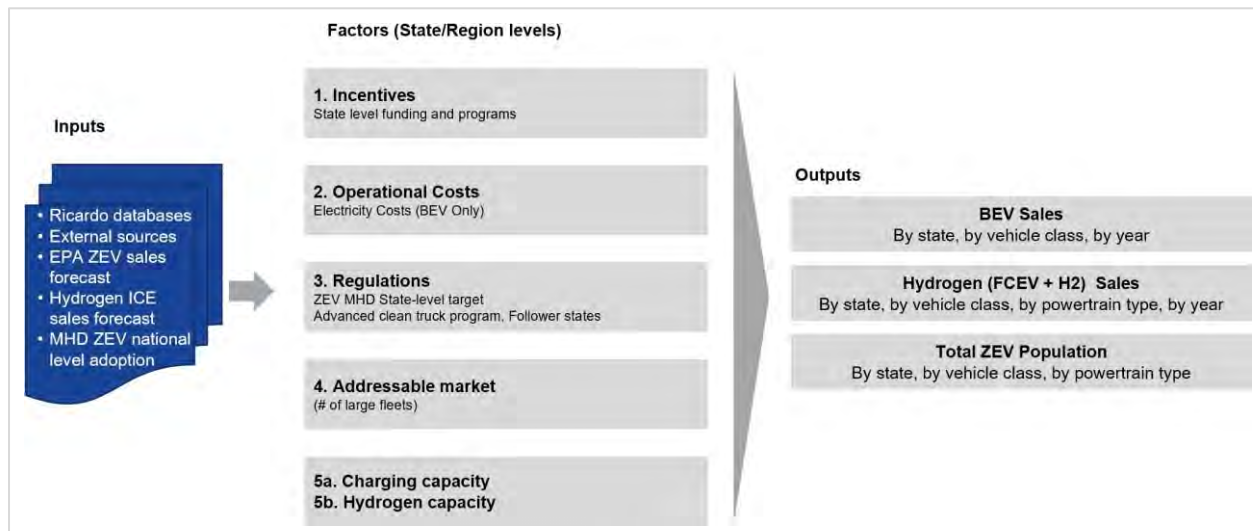 Factors (State/Region levels)
Inputs
• Ricardo databases
• External sources
• EPA ZEV sales
forecast
• Hydrogen ICE
sales forecast
• MHD ZEV national
level adoption
1. Incentives
State level funding and programs
2. Operational Costs
Electricity Costs (BEV Only)
3. Regulations
ZEV MHD State-level target
Advanced clean truck program, Follower states
4. Addressable market
(# of large fleets)
5a. Charging capacity
5b. Hydrogen capacity
Outputs
BEV Sales
By state, by vehicle class, by year
Hydrogen (FCEV + H2) Sales
By state, by vehicle class, by powertrain type, by year
Total ZEV Population
By state, by vehicle class, by powertrain type